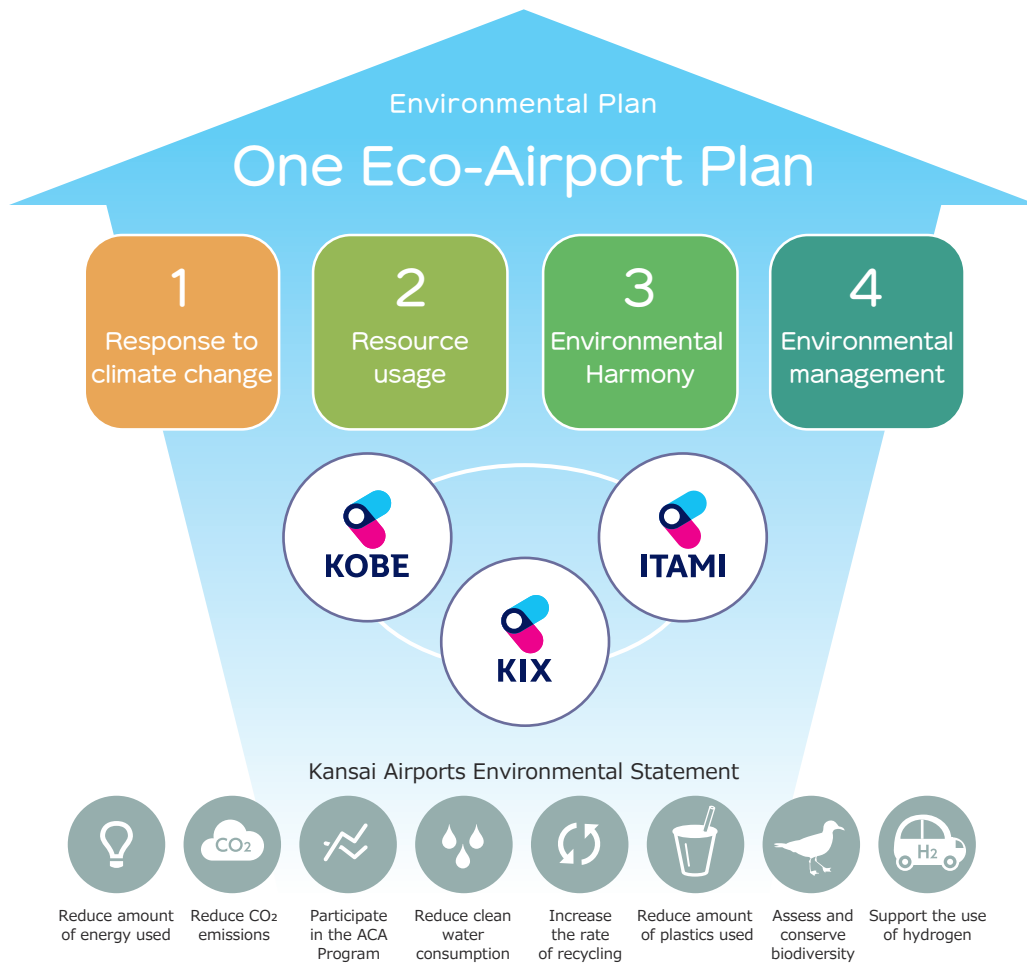 Environmental Plan
One Eco-Airport Plan
1
Response to
climate change
2
Resource
usage
3
Environmental
Harmony
4
Environmental
management
KOBE
ITAMI
KIX
Kansai Airports Environmental Statement
CO₂
H₂
Reduce amount
of energy used
Reduce CO₂
emissions
Participate
in the ACA
Program
Reduce clean
water
consumption
Increase
the rate
of recycling
Reduce amount
of plastics used
Assess and
conserve
biodiversity
Support the use
of hydrogen